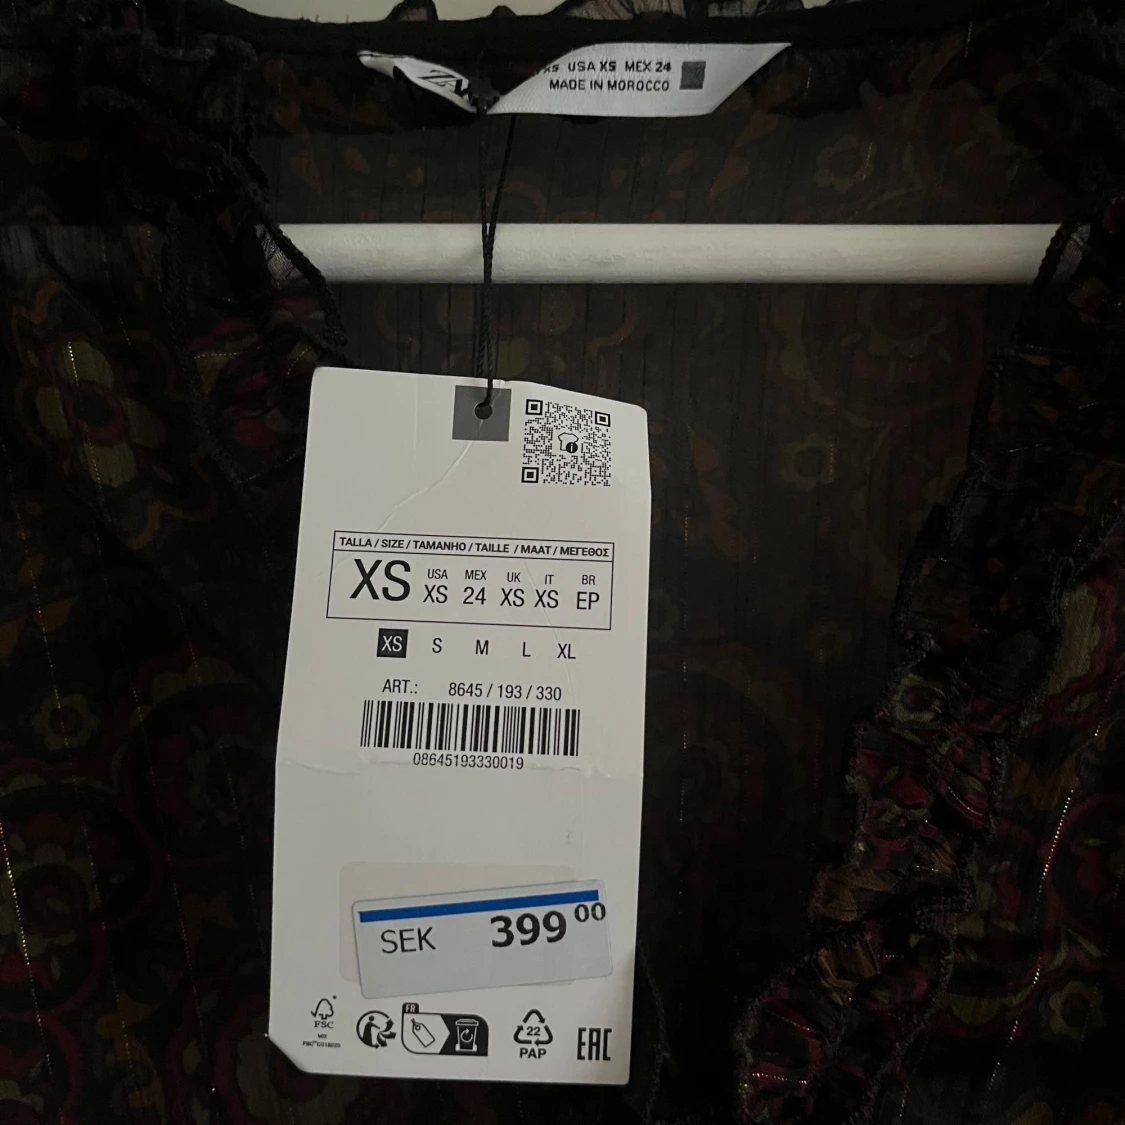 USA XS MEX 24
MADE IN MOROCCO
TALLA / SIZE / TAMANHO / TAILLE / MAAT / ΜΕΓΕΘΟΣ
XS
USA MEX UK IT BR
XS 24 XS XS EP
XS S M L XL
ART.: 8645 / 193 / 330
08645193330019
SEK 399 00
FR
FSC
MIX
22
PAP
EAC